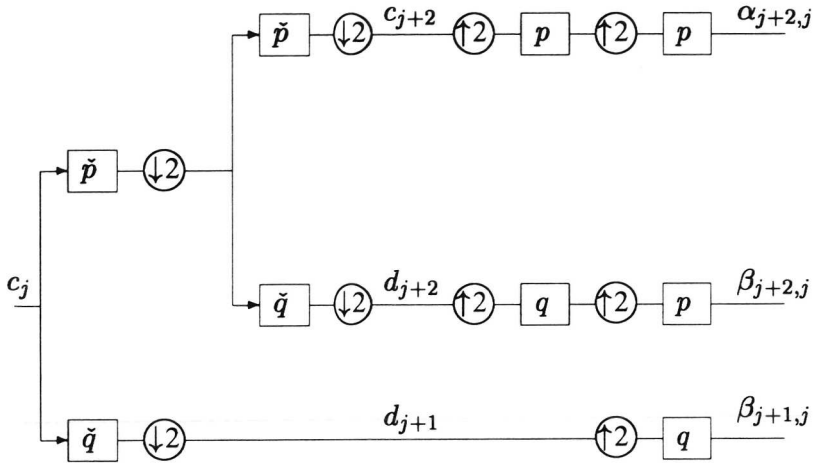 p̌ ↓2 c_{j+2} ↑2 p ↑2 p α_{j+2,j}
p̌ ↓2
c_j
q̌ ↓2 d_{j+2} ↑2 q ↑2 p β_{j+2,j}
q̌ ↓2 d_{j+1} ↑2 q β_{j+1,j}